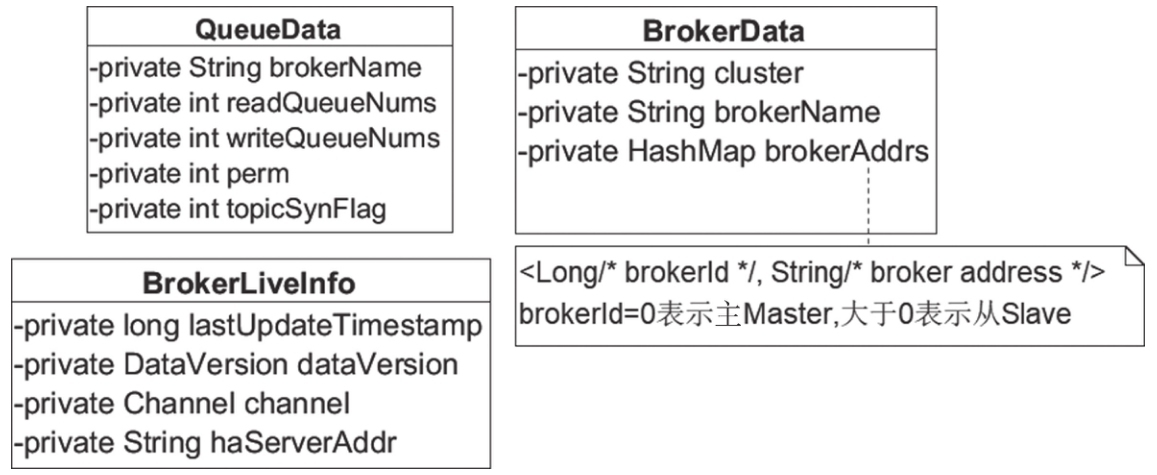 QueueData
-private String brokerName
-private int readQueueNums
-private int writeQueueNums
-private int perm
-private int topicSynFlag
BrokerData
-private String cluster
-private String brokerName
-private HashMap brokerAddrs
<Long/* brokerId */, String/* broker address */>
brokerId=0表示主Master,大于0表示从Slave
BrokerLiveInfo
-private long lastUpdateTimestamp
-private DataVersion dataVersion
-private Channel channel
-private String haServerAddr